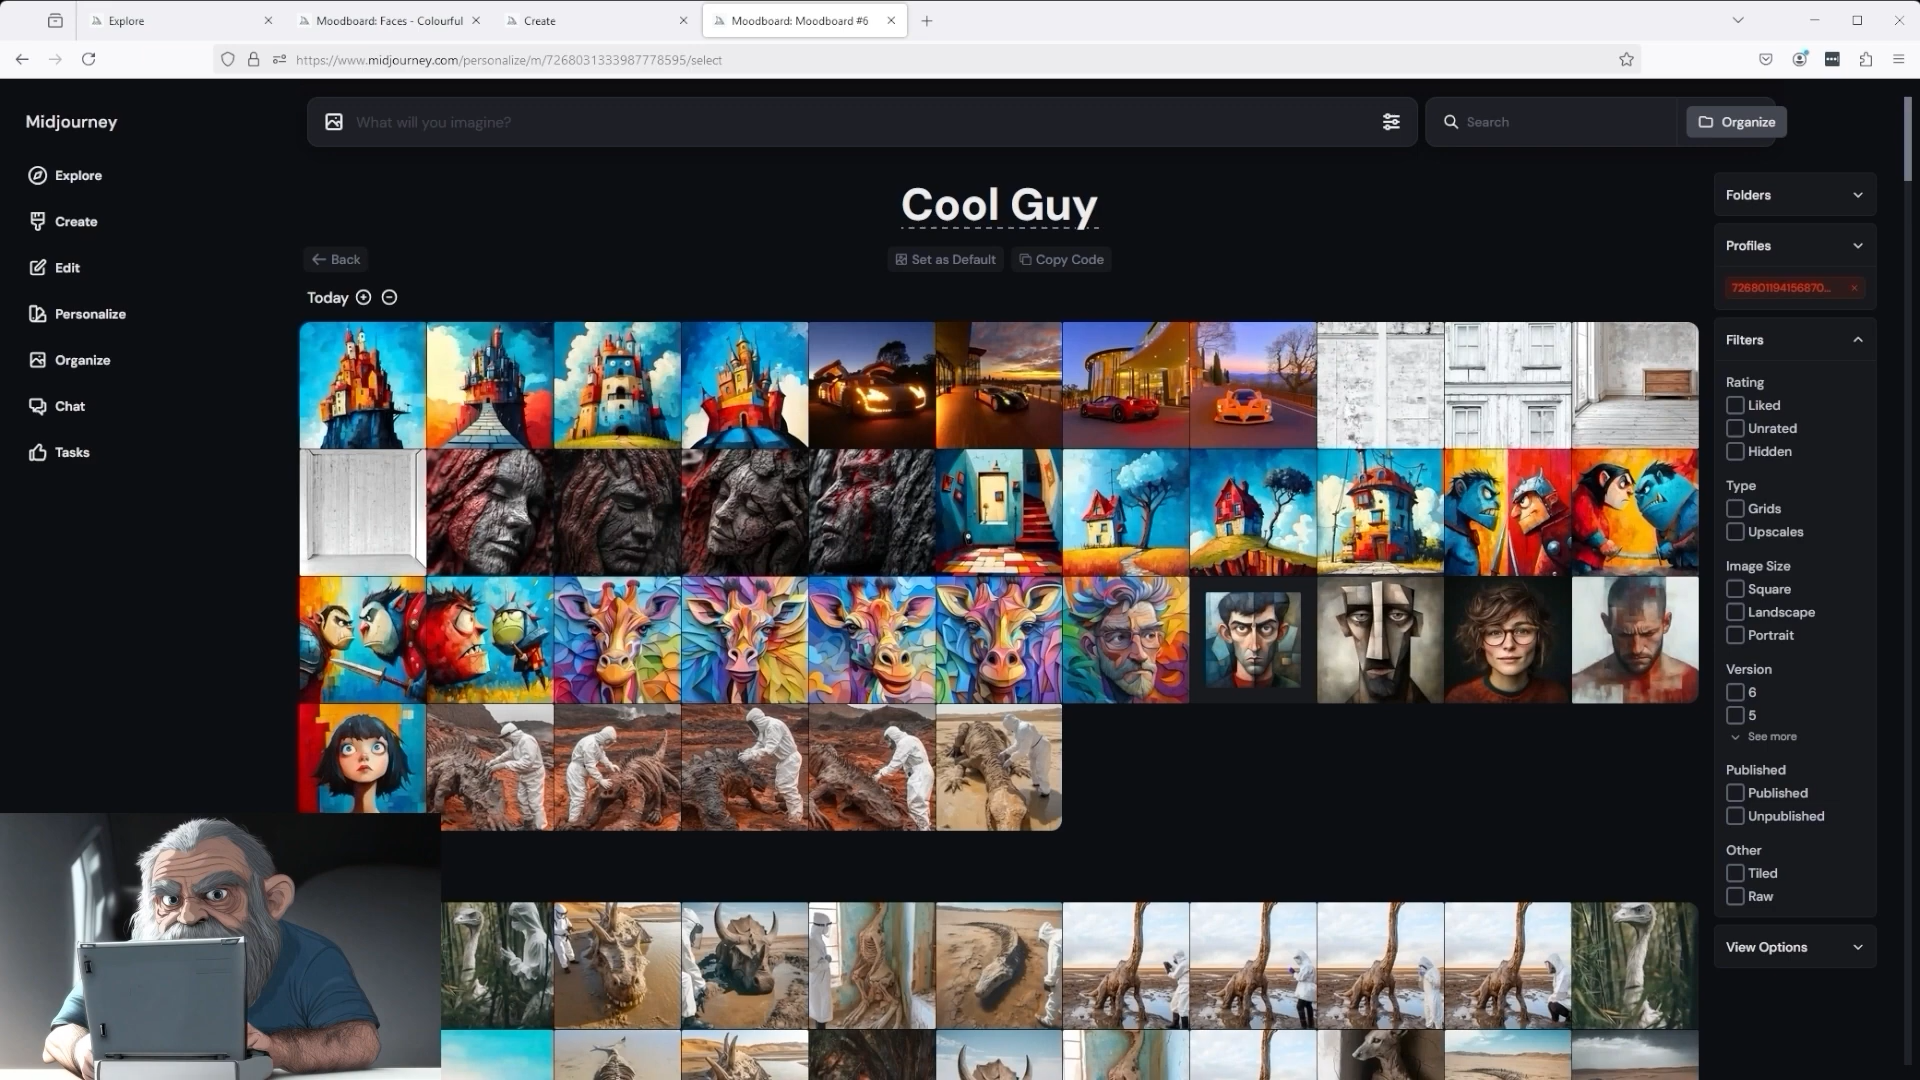 Explore
Moodboard: Faces - Colourful
Create
Moodboard: Moodboard #6
https://www.midjourney.com/personalize/m/7268031333987778595/select
Midjourney
What will you imagine?
Search
Organize
Explore
Create
Edit
Personalize
Organize
Chat
Tasks
Cool Guy
Back
Set as Default
Copy Code
Today
Folders
Profiles
726801194156870...
Filters
Rating
Liked
Unrated
Hidden
Type
Grids
Upscales
Image Size
Square
Landscape
Portrait
Version
6
5
See more
Published
Published
Unpublished
Other
Tiled
Raw
View Options